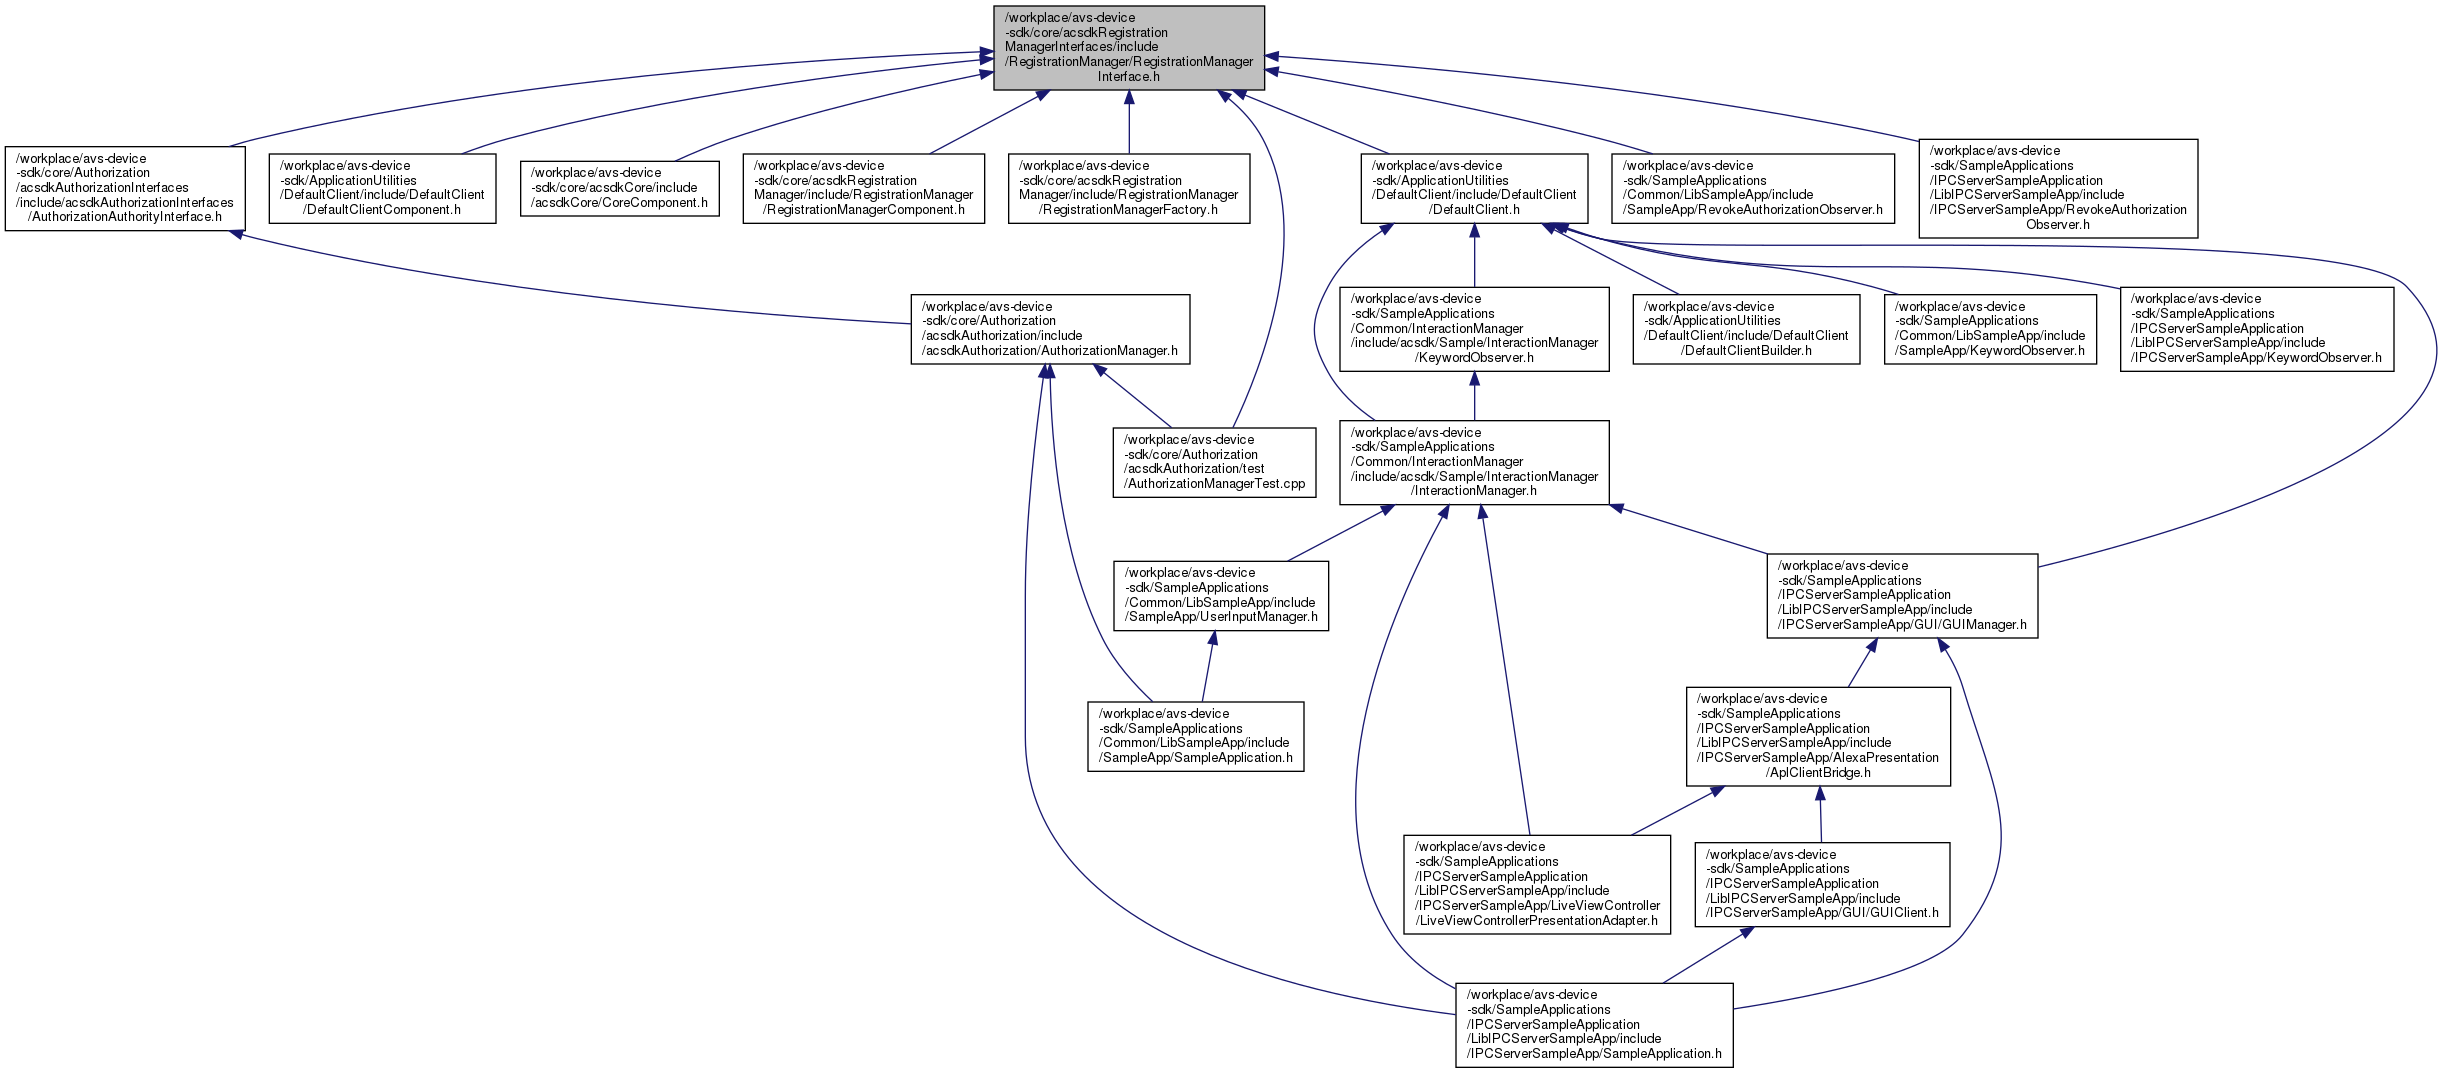 /workplace/avs-device
-sdk/core/acsdkRegistration
ManagerInterfaces/include
/RegistrationManager/RegistrationManager
Interface.h
/workplace/avs-device
-sdk/core/Authorization
/acsdkAuthorizationInterfaces
/include/acsdkAuthorizationInterfaces
/AuthorizationAuthorityInterface.h
/workplace/avs-device
-sdk/ApplicationUtilities
/DefaultClient/include/DefaultClient
/DefaultClientComponent.h
/workplace/avs-device
-sdk/core/acsdkCore/include
/acsdkCore/CoreComponent.h
/workplace/avs-device
-sdk/core/acsdkRegistration
Manager/include/RegistrationManager
/RegistrationManagerComponent.h
/workplace/avs-device
-sdk/core/acsdkRegistration
Manager/include/RegistrationManager
/RegistrationManagerFactory.h
/workplace/avs-device
-sdk/ApplicationUtilities
/DefaultClient/include/DefaultClient
/DefaultClient.h
/workplace/avs-device
-sdk/SampleApplications
/Common/LibSampleApp/include
/SampleApp/RevokeAuthorizationObserver.h
/workplace/avs-device
-sdk/SampleApplications
/IPCServerSampleApplication
/LibIPCServerSampleApp/include
/IPCServerSampleApp/RevokeAuthorization
Observer.h
/workplace/avs-device
-sdk/core/Authorization
/acsdkAuthorization/include
/acsdkAuthorization/AuthorizationManager.h
/workplace/avs-device
-sdk/SampleApplications
/Common/InteractionManager
/include/acsdk/Sample/InteractionManager
/KeywordObserver.h
/workplace/avs-device
-sdk/ApplicationUtilities
/DefaultClient/include/DefaultClient
/DefaultClientBuilder.h
/workplace/avs-device
-sdk/SampleApplications
/Common/LibSampleApp/include
/SampleApp/KeywordObserver.h
/workplace/avs-device
-sdk/SampleApplications
/IPCServerSampleApplication
/LibIPCServerSampleApp/include
/IPCServerSampleApp/KeywordObserver.h
/workplace/avs-device
-sdk/core/Authorization
/acsdkAuthorization/test
/AuthorizationManagerTest.cpp
/workplace/avs-device
-sdk/SampleApplications
/Common/InteractionManager
/include/acsdk/Sample/InteractionManager
/InteractionManager.h
/workplace/avs-device
-sdk/SampleApplications
/Common/LibSampleApp/include
/SampleApp/UserInputManager.h
/workplace/avs-device
-sdk/SampleApplications
/IPCServerSampleApplication
/LibIPCServerSampleApp/include
/IPCServerSampleApp/GUI/GUIManager.h
/workplace/avs-device
-sdk/SampleApplications
/Common/LibSampleApp/include
/SampleApp/SampleApplication.h
/workplace/avs-device
-sdk/SampleApplications
/IPCServerSampleApplication
/LibIPCServerSampleApp/include
/IPCServerSampleApp/AlexaPresentation
/AplClientBridge.h
/workplace/avs-device
-sdk/SampleApplications
/IPCServerSampleApplication
/LibIPCServerSampleApp/include
/IPCServerSampleApp/LiveViewController
/LiveViewControllerPresentationAdapter.h
/workplace/avs-device
-sdk/SampleApplications
/IPCServerSampleApplication
/LibIPCServerSampleApp/include
/IPCServerSampleApp/GUI/GUIClient.h
/workplace/avs-device
-sdk/SampleApplications
/IPCServerSampleApplication
/LibIPCServerSampleApp/include
/IPCServerSampleApp/SampleApplication.h